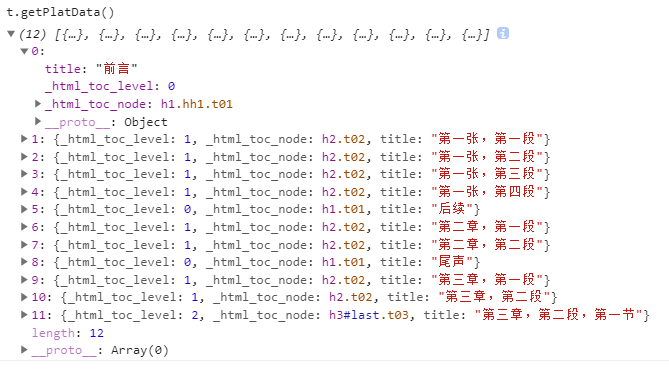 t.getPlatData()
▼(12) [{…}, {…}, {…}, {…}, {…}, {…}, {…}, {…}, {…}, {…}, {…}, {…}] i
▼0:
title: "前言"
_html_toc_level: 0
▶_html_toc_node: h1.hh1.t01
▶__proto__: Object
▶1: {_html_toc_level: 1, _html_toc_node: h2.t02, title: "第一张，第一段"}
▶2: {_html_toc_level: 1, _html_toc_node: h2.t02, title: "第一张，第二段"}
▶3: {_html_toc_level: 1, _html_toc_node: h2.t02, title: "第一张，第三段"}
▶4: {_html_toc_level: 1, _html_toc_node: h2.t02, title: "第一张，第四段"}
▶5: {_html_toc_level: 0, _html_toc_node: h1.t01, title: "后续"}
▶6: {_html_toc_level: 1, _html_toc_node: h2.t02, title: "第二章，第一段"}
▶7: {_html_toc_level: 1, _html_toc_node: h2.t02, title: "第二章，第二段"}
▶8: {_html_toc_level: 0, _html_toc_node: h1.t01, title: "尾声"}
▶9: {_html_toc_level: 1, _html_toc_node: h2.t02, title: "第三章，第一段"}
▶10: {_html_toc_level: 1, _html_toc_node: h2.t02, title: "第三章，第二段"}
▶11: {_html_toc_level: 2, _html_toc_node: h3#last.t03, title: "第三章，第二段，第一节"}
length: 12
▶__proto__: Array(0)